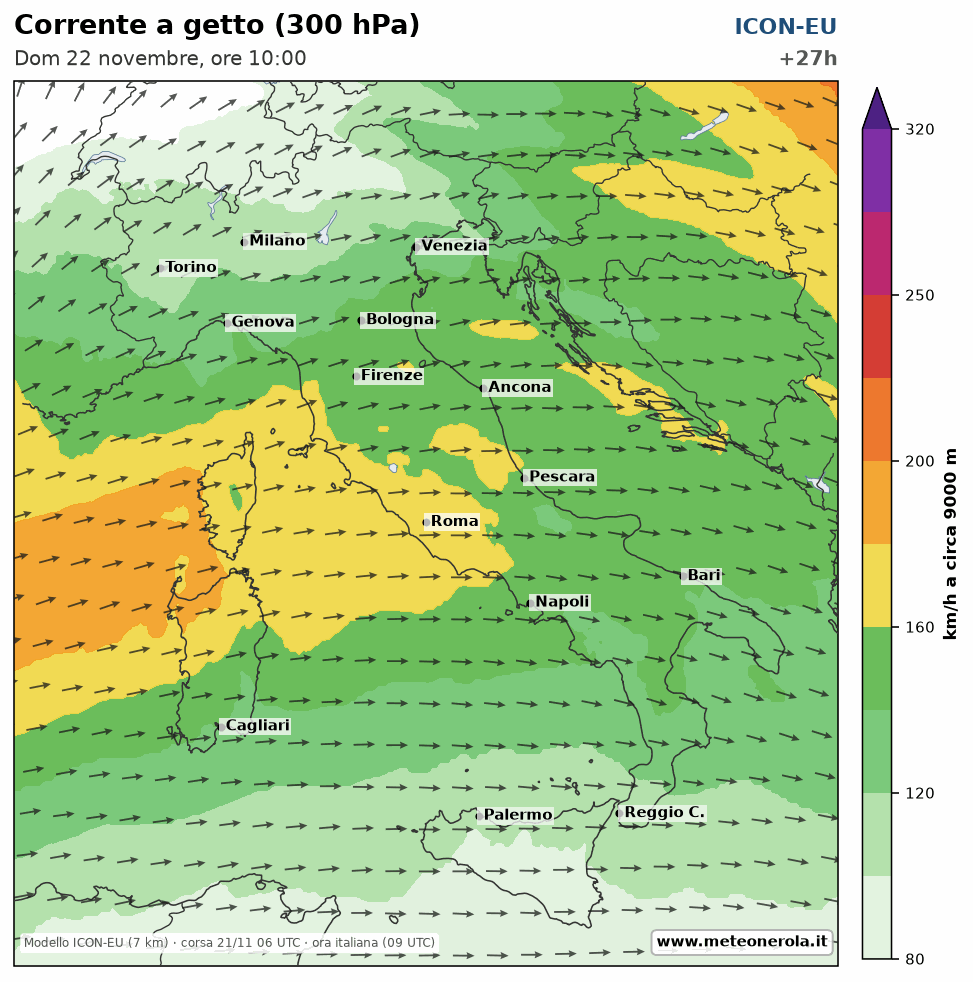 Corrente a getto (300 hPa)
ICON-EU
Dom 22 novembre, ore 10:00
+27h
Milano
Venezia
Torino
Genova
Bologna
Firenze
Ancona
Pescara
Roma
Bari
Napoli
Cagliari
Palermo
Reggio C.
320
250
200
160
120
80
km/h a circa 9000 m
Modello ICON-EU (7 km) · corsa 21/11 06 UTC · ora italiana (09 UTC)
www.meteonerola.it